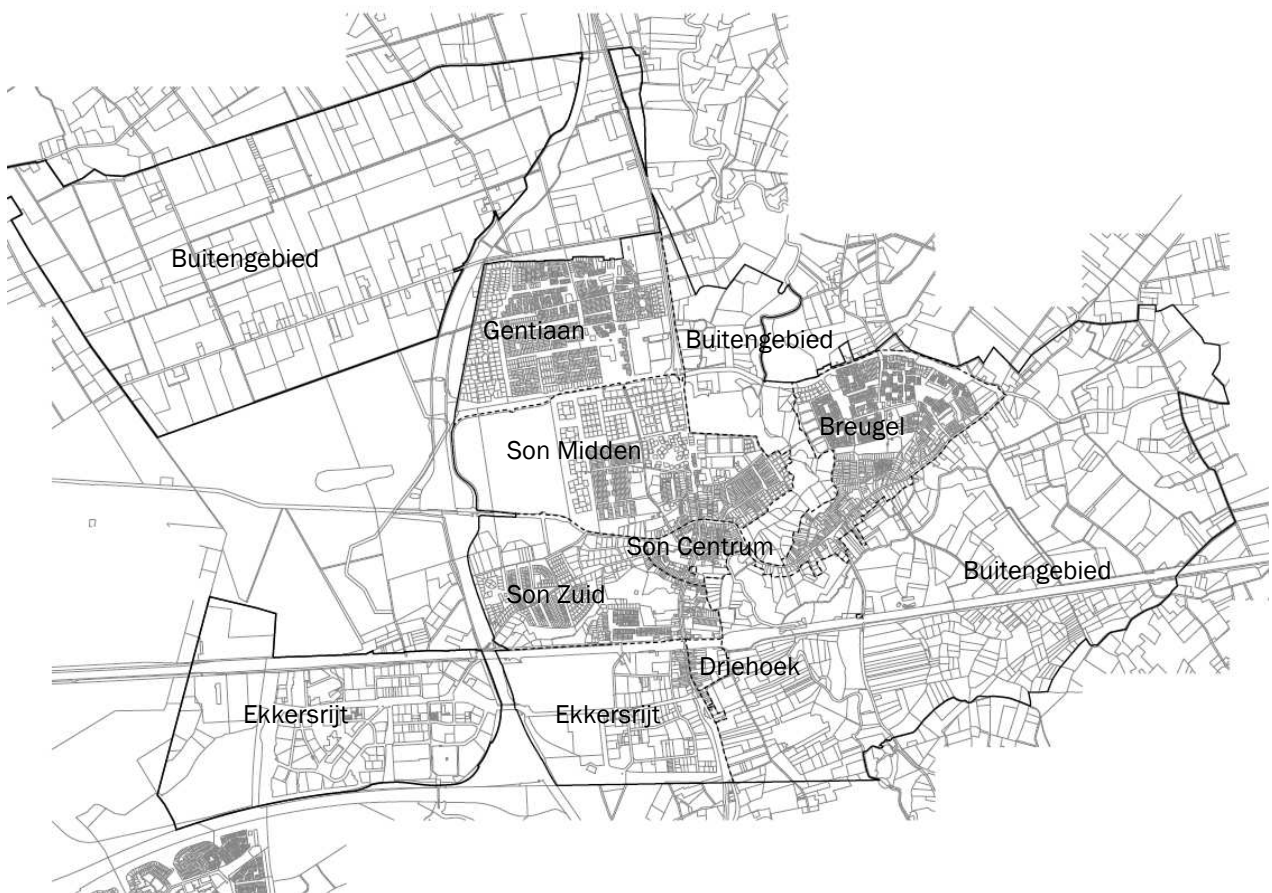 Buitengebied
Gentiaan
Buitengebied
Breugel
Son Midden
Son Centrum
Buitengebied
Son Zuid
Driehoek
Ekkersrijt
Ekkersrijt